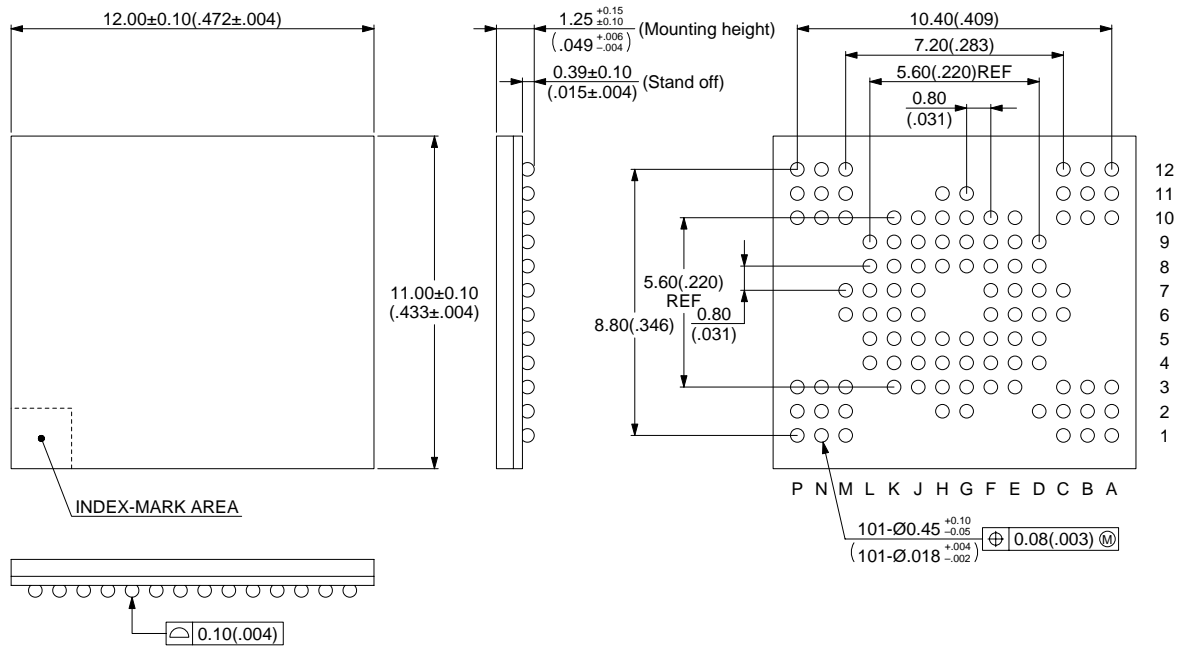 12.00±0.10(.472±.004)
1.25 +0.15 ±0.10
(.049 +.006 −.004)
(Mounting height)
0.39±0.10
(.015±.004)
(Stand off)
11.00±0.10
(.433±.004)
INDEX-MARK AREA
0.10(.004)
10.40(.409)
7.20(.283)
5.60(.220)REF
0.80
(.031)
8.80(.346)
5.60(.220)
REF
0.80
(.031)
12
11
10
9
8
7
6
5
4
3
2
1
P N M L K J H G F E D C B A
101-Ø0.45 +0.10 −0.05
(101-Ø.018 +.004 −.002)
⌖ 0.08(.003) Ⓜ